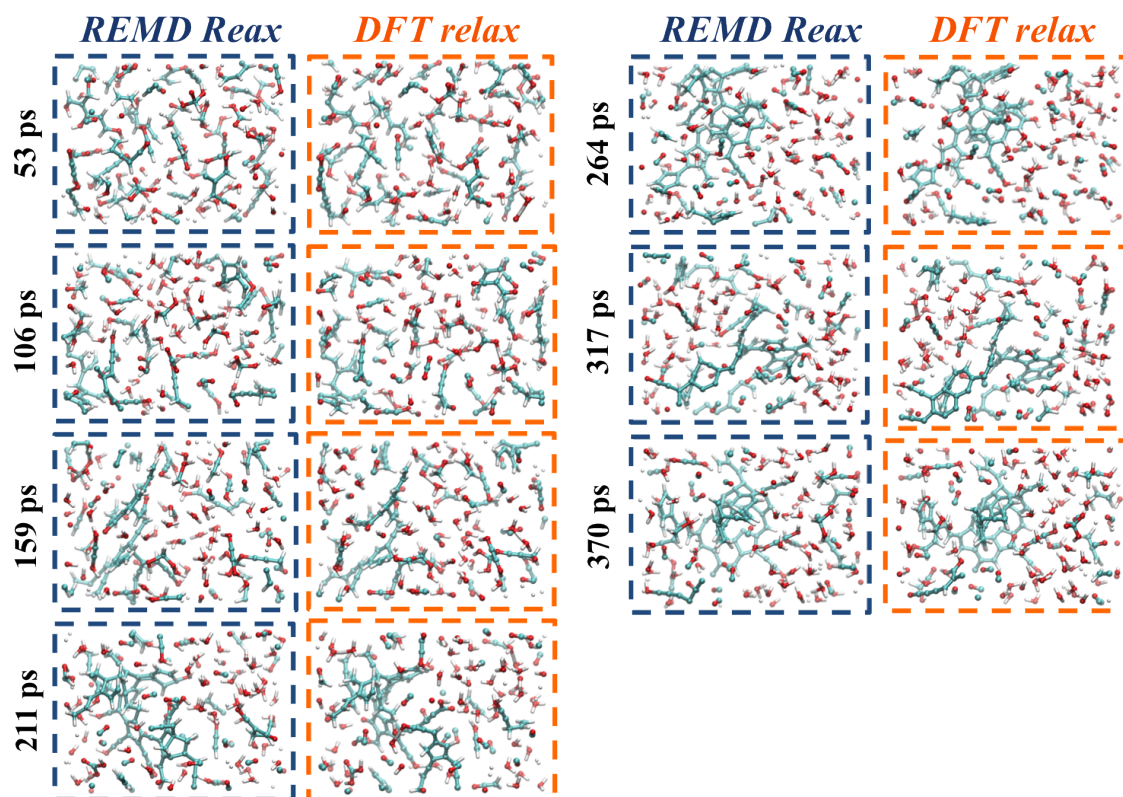 REMD Reax DFT relax
53 ps
106 ps
159 ps
211 ps
REMD Reax DFT relax
264 ps
317 ps
370 ps